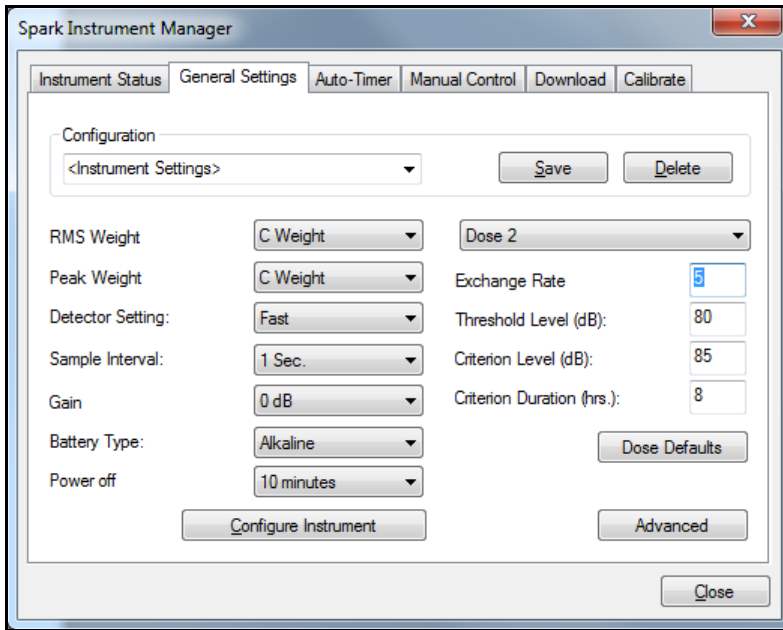 Spark Instrument Manager
Instrument Status General Settings Auto-Timer Manual Control Download Calibrate
Configuration
<Instrument Settings> Save Delete
RMS Weight C Weight Dose 2
Peak Weight C Weight Exchange Rate 5
Detector Setting: Fast Threshold Level (dB): 80
Sample Interval: 1 Sec. Criterion Level (dB): 85
Gain 0 dB Criterion Duration (hrs.): 8
Battery Type: Alkaline Dose Defaults
Power off 10 minutes
Configure Instrument Advanced
Close